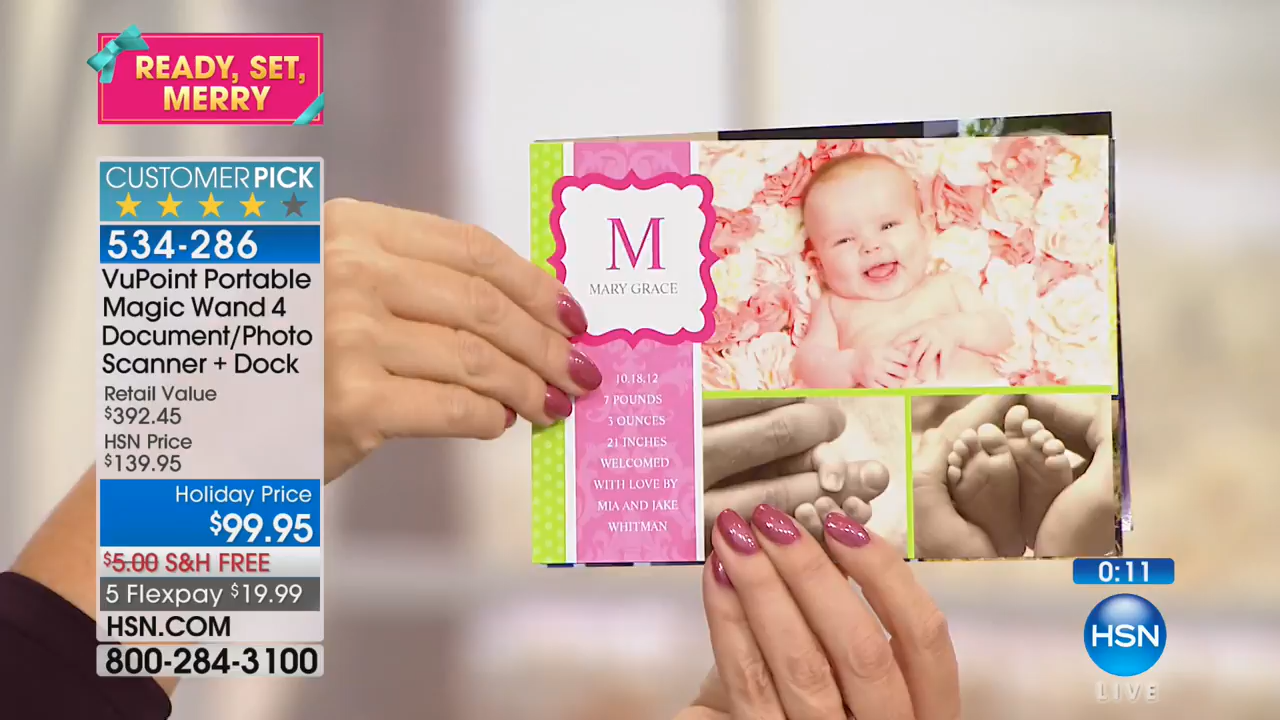 READY, SET,
MERRY
CUSTOMER PICK
534-286
VuPoint Portable
Magic Wand 4
Document/Photo
Scanner + Dock
Retail Value
$392.45
HSN Price
$139.95
Holiday Price
$99.95
$5.00 S&H FREE
5 Flexpay $19.99
HSN.COM
800-284-3100
M
MARY GRACE
10.18.12
7 POUNDS
3 OUNCES
21 INCHES
WELCOMED
WITH LOVE BY
MIA AND JAKE
WHITMAN
0:11
HSN
LIVE